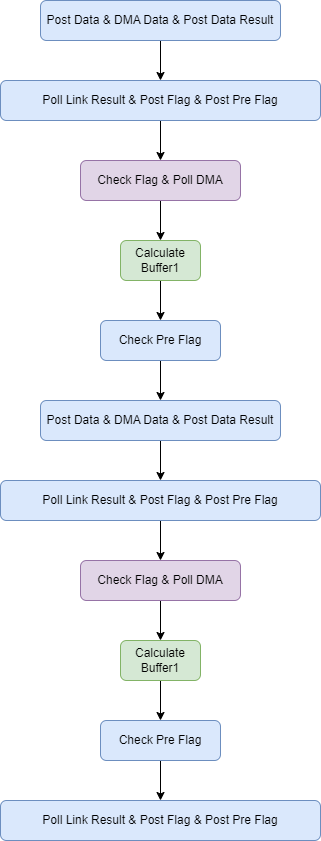 Post Data & DMA Data & Post Data Result
Poll Link Result & Post Flag & Post Pre Flag
Check Flag & Poll DMA
Calculate
Buffer1
Check Pre Flag
Post Data & DMA Data & Post Data Result
Poll Link Result & Post Flag & Post Pre Flag
Check Flag & Poll DMA
Calculate
Buffer1
Check Pre Flag
Poll Link Result & Post Flag & Post Pre Flag